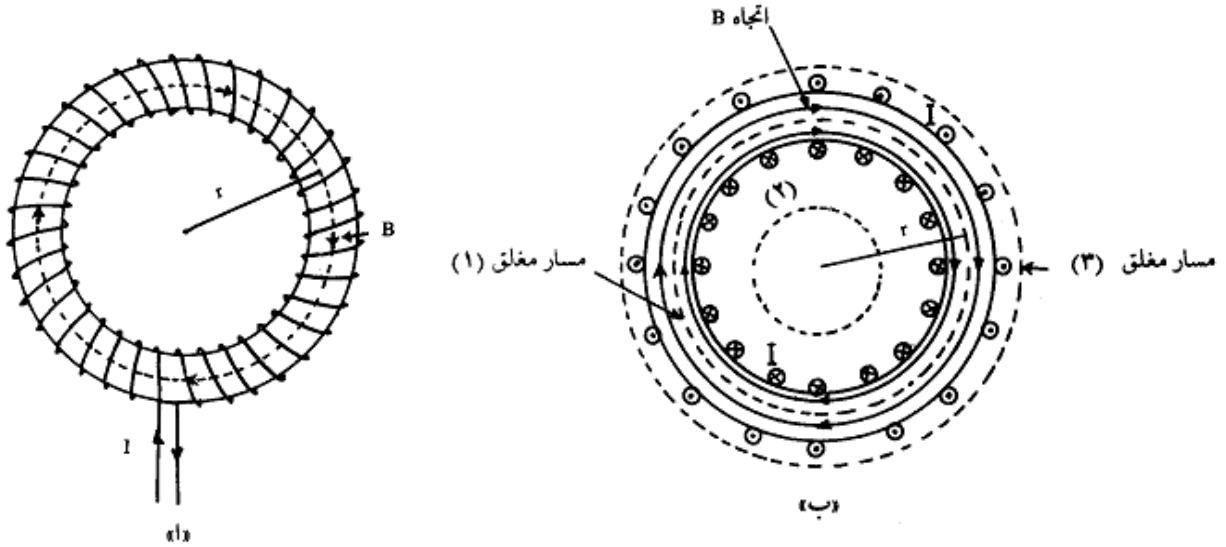 r
B
I
«أ»
اتجاه B
I
(٢)
r
مسار مغلق (١)
مسار مغلق (٣)
I
«ب»